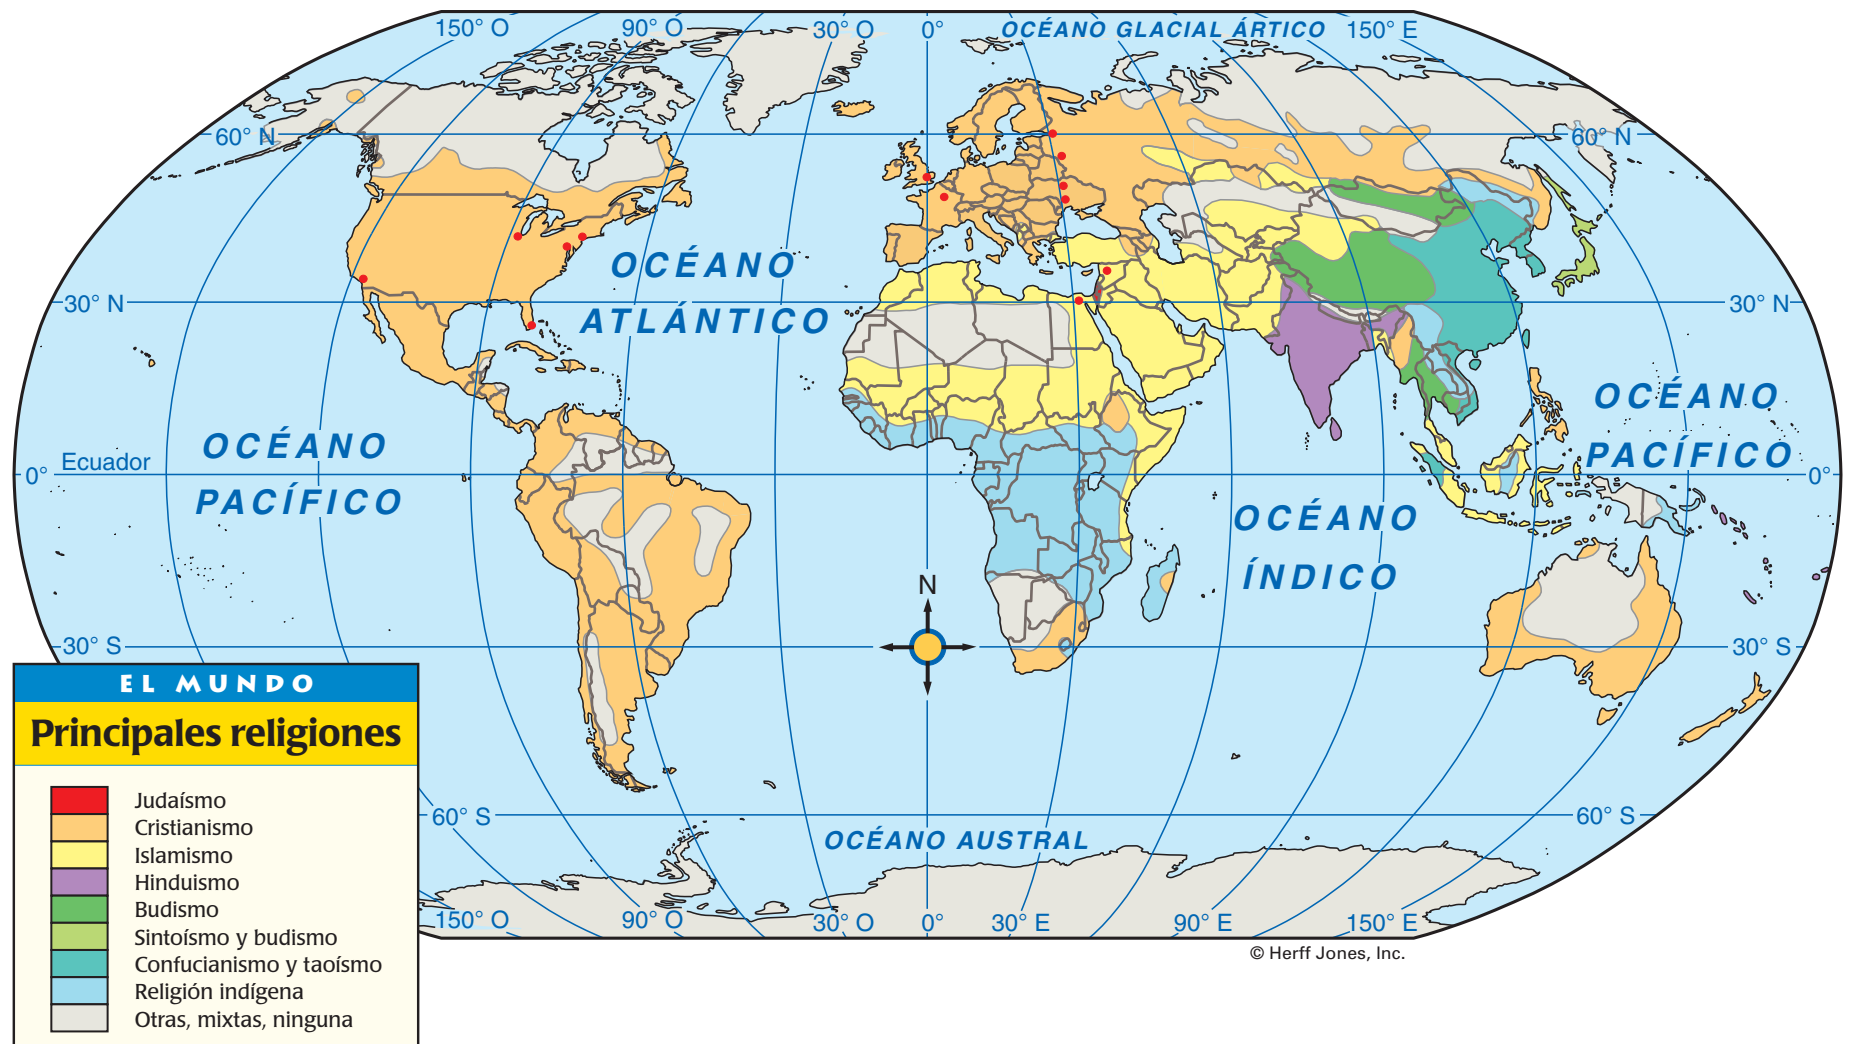 150° O
90° O
30° O
0°
OCÉANO GLACIAL ÁRTICO
150° E
60° N
60° N
OCÉANO
ATLÁNTICO
30° N
30° N
OCÉANO
PACÍFICO
OCÉANO
PACÍFICO
0°
Ecuador
0°
OCÉANO
ÍNDICO
N
30° S
30° S
EL MUNDO
Principales religiones
Judaísmo
Cristianismo
Islamismo
Hinduismo
Budismo
Sintoísmo y budismo
Confucianismo y taoísmo
Religión indígena
Otras, mixtas, ninguna
60° S
60° S
OCÉANO AUSTRAL
150° O
90° O
30° O
0°
30° E
90° E
150° E
© Herff Jones, Inc.